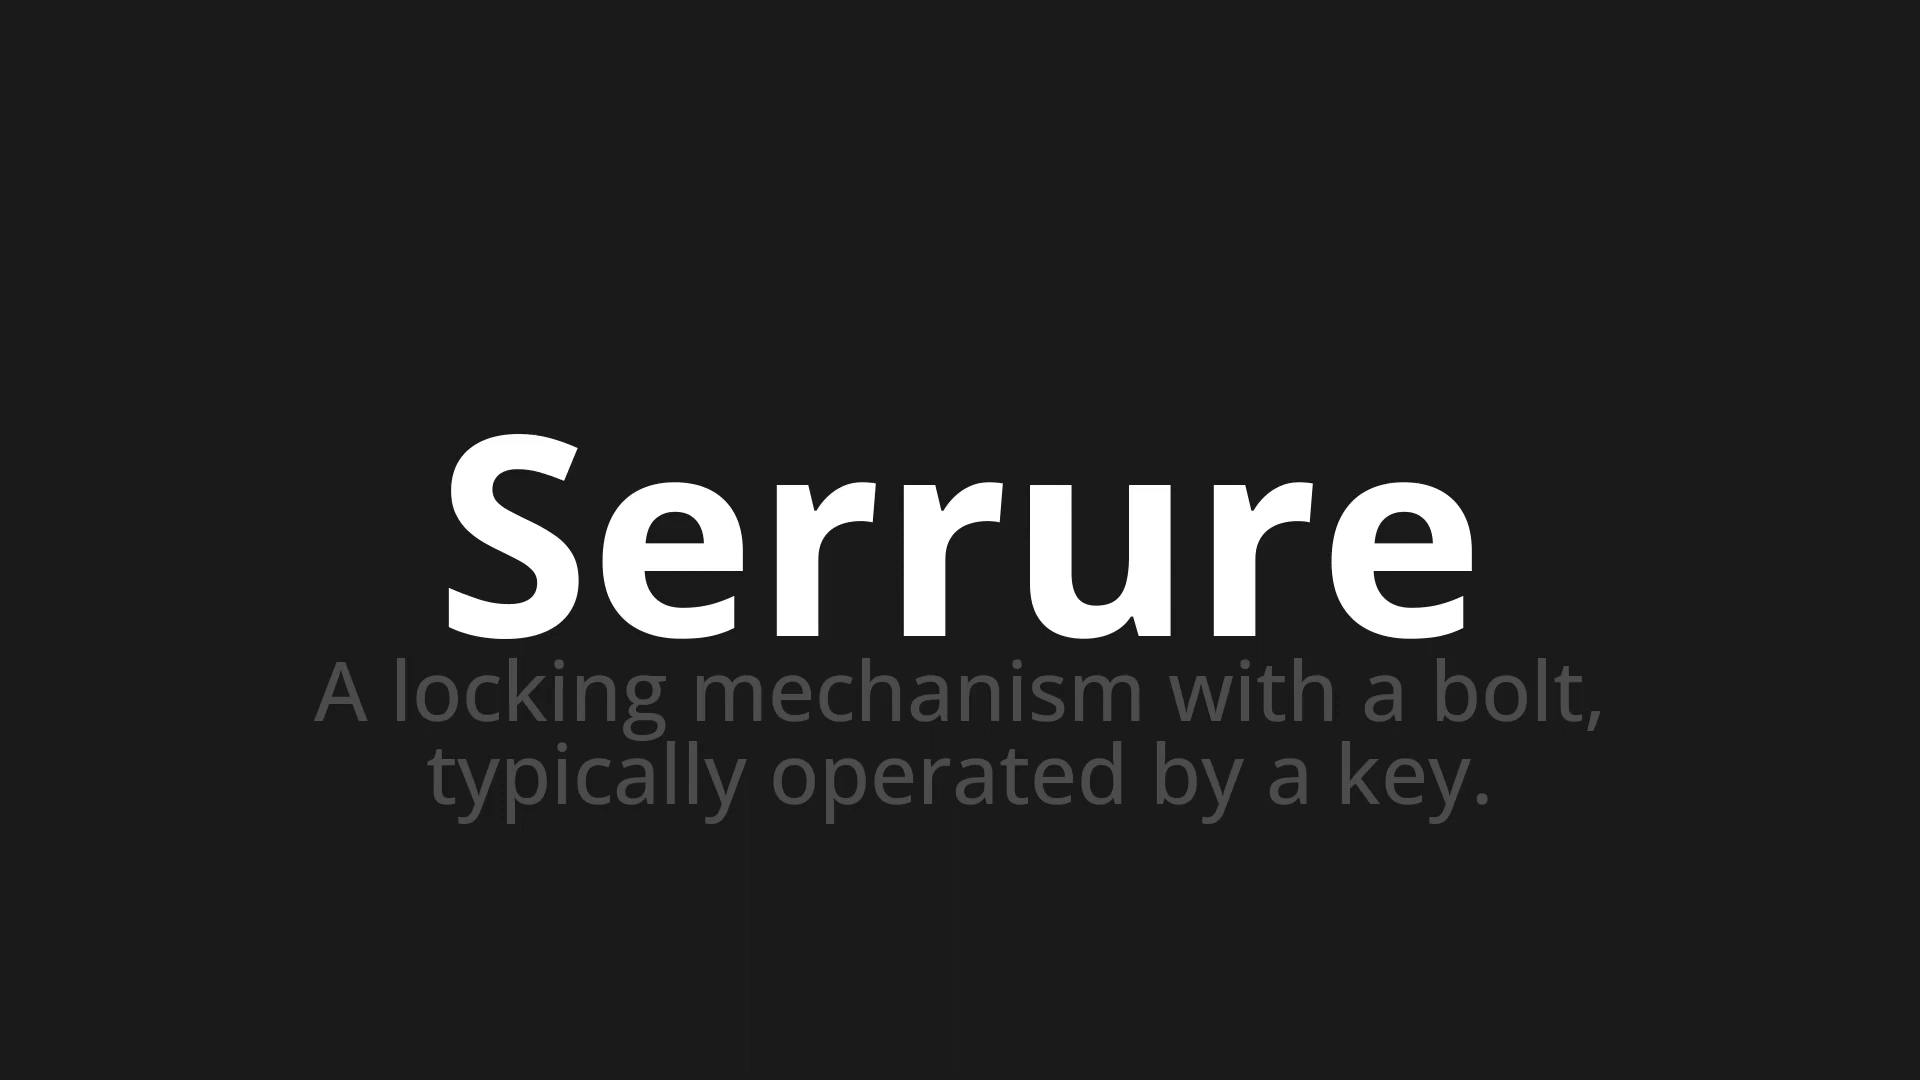 Serrure
A locking mechanism with a bolt,
typically operated by a key.